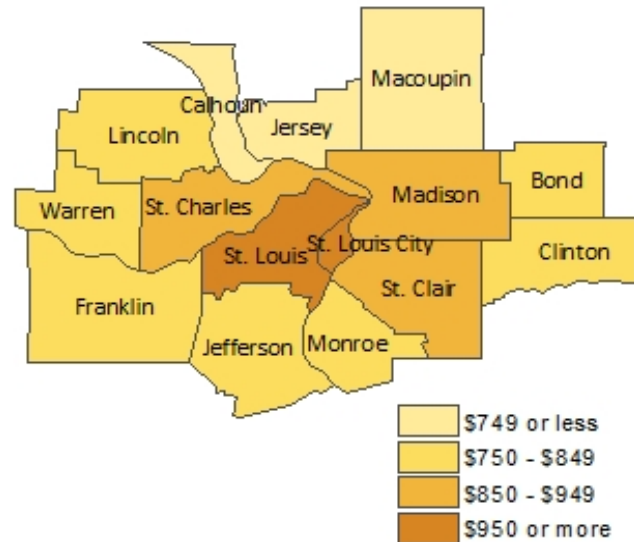 Macoupin
Calhoun
Lincoln
Jersey
Bond
Madison
Warren
St. Charles
St. Louis City
St. Louis
Clinton
St. Clair
Franklin
Jefferson
Monroe
$749 or less
$750 - $849
$850 - $949
$950 or more